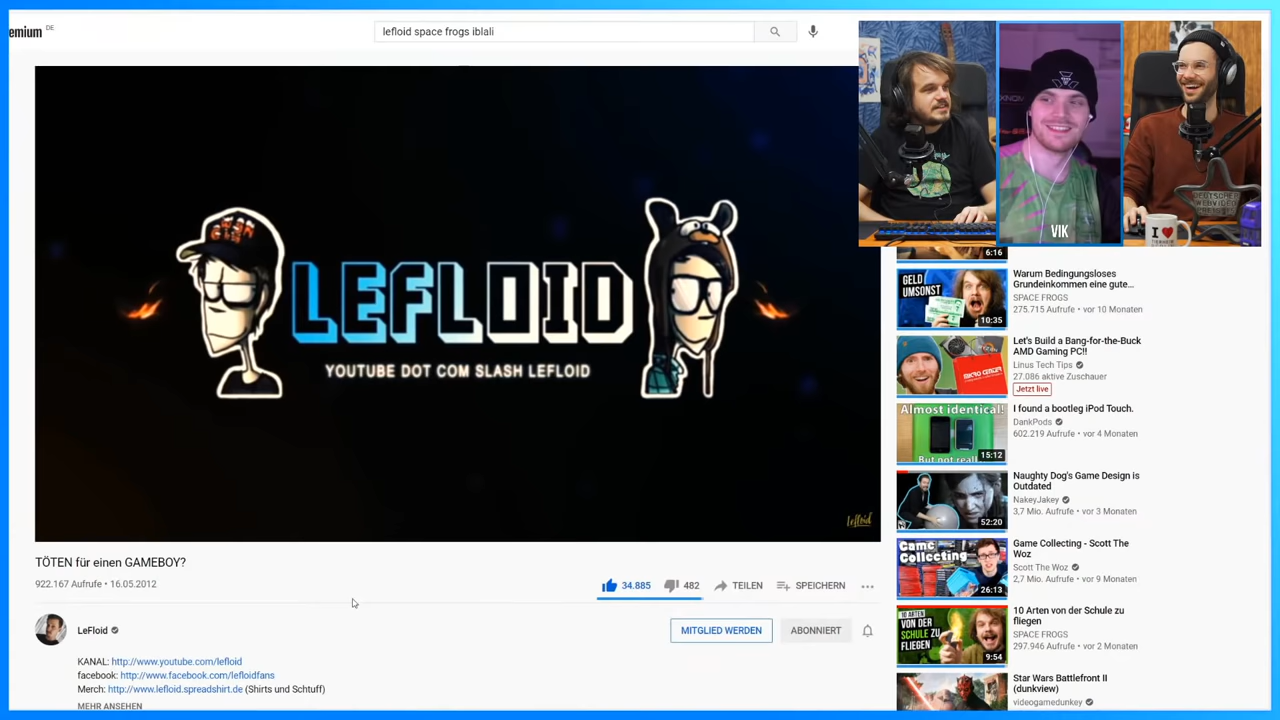 emium DE
lefloid space frogs iblali
VIK
I
LEFLOID
YOUTUBE DOT COM SLASH LEFLOID
Lefloid
TÖTEN für einen GAMEBOY?
922.167 Aufrufe • 16.05.2012
34.885
482
TEILEN
SPEICHERN
LeFloid
MITGLIED WERDEN
ABONNIERT
KANAL: http://www.youtube.com/lefloid
facebook: http://www.facebook.com/lefloidfans
Merch: http://www.lefloid.spreadshirt.de (Shirts und Schtuff)
MEHR ANSEHEN
6:16
GELD
UMSONST
10:35
Warum Bedingungsloses
Grundeinkommen eine gute...
SPACE FROGS
275.715 Aufrufe • vor 10 Monaten
Let's Build a Bang-for-the-Buck
AMD Gaming PC!!
Linus Tech Tips
27.086 aktive Zuschauer
Jetzt live
Almost identical!
But not reall
15:12
I found a bootleg iPod Touch.
DankPods
602.219 Aufrufe • vor 4 Monaten
52:20
Naughty Dog's Game Design is
Outdated
NakeyJakey
3,7 Mio. Aufrufe • vor 3 Monaten
Game
Collecting
26:13
Game Collecting - Scott The
Woz
Scott The Woz
2,7 Mio. Aufrufe • vor 9 Monaten
10 ARTEN
VON DER
SCHULE ZU
FLIEGEN
9:54
10 Arten von der Schule zu
fliegen
SPACE FROGS
297.946 Aufrufe • vor 2 Monaten
Star Wars Battlefront II
(dunkview)
videogamedunkey